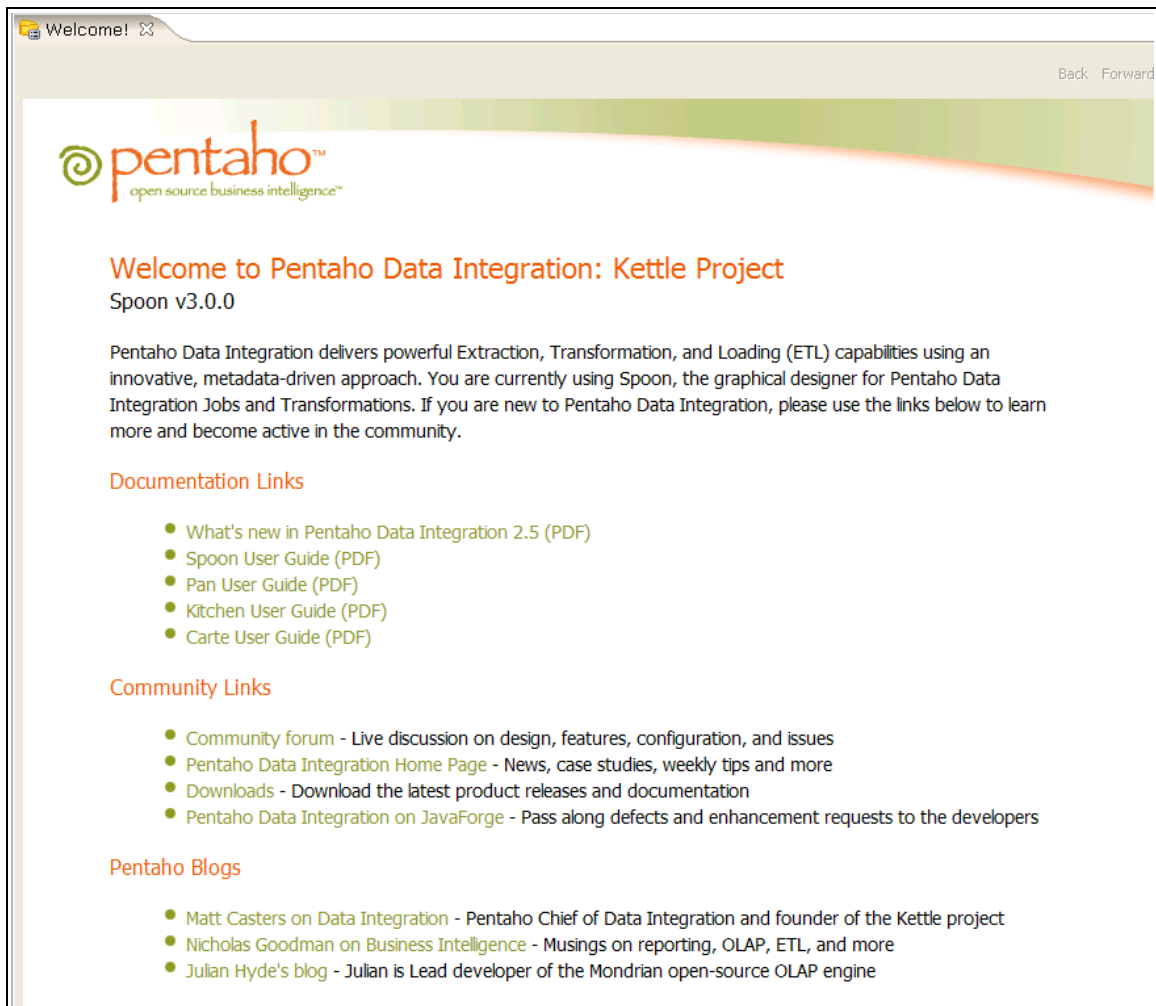 Welcome!
Back Forward
pentaho™
open source business intelligence™
Welcome to Pentaho Data Integration: Kettle Project
Spoon v3.0.0
Pentaho Data Integration delivers powerful Extraction, Transformation, and Loading (ETL) capabilities using an
innovative, metadata-driven approach. You are currently using Spoon, the graphical designer for Pentaho Data
Integration Jobs and Transformations. If you are new to Pentaho Data Integration, please use the links below to learn
more and become active in the community.
Documentation Links
What's new in Pentaho Data Integration 2.5 (PDF)
Spoon User Guide (PDF)
Pan User Guide (PDF)
Kitchen User Guide (PDF)
Carte User Guide (PDF)
Community Links
Community forum - Live discussion on design, features, configuration, and issues
Pentaho Data Integration Home Page - News, case studies, weekly tips and more
Downloads - Download the latest product releases and documentation
Pentaho Data Integration on JavaForge - Pass along defects and enhancement requests to the developers
Pentaho Blogs
Matt Casters on Data Integration - Pentaho Chief of Data Integration and founder of the Kettle project
Nicholas Goodman on Business Intelligence - Musings on reporting, OLAP, ETL, and more
Julian Hyde's blog - Julian is Lead developer of the Mondrian open-source OLAP engine